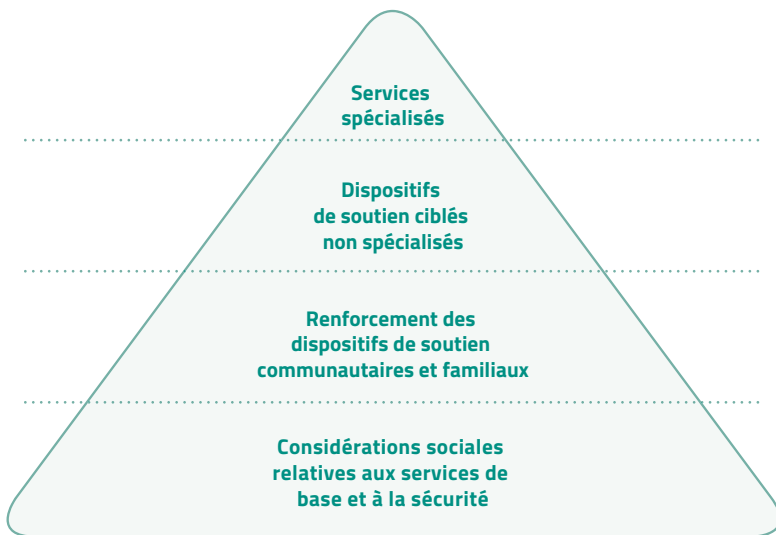 Services
spécialisés
Dispositifs
de soutien ciblés
non spécialisés
Renforcement des
dispositifs de soutien
communautaires et familiaux
Considérations sociales
relatives aux services de
base et à la sécurité